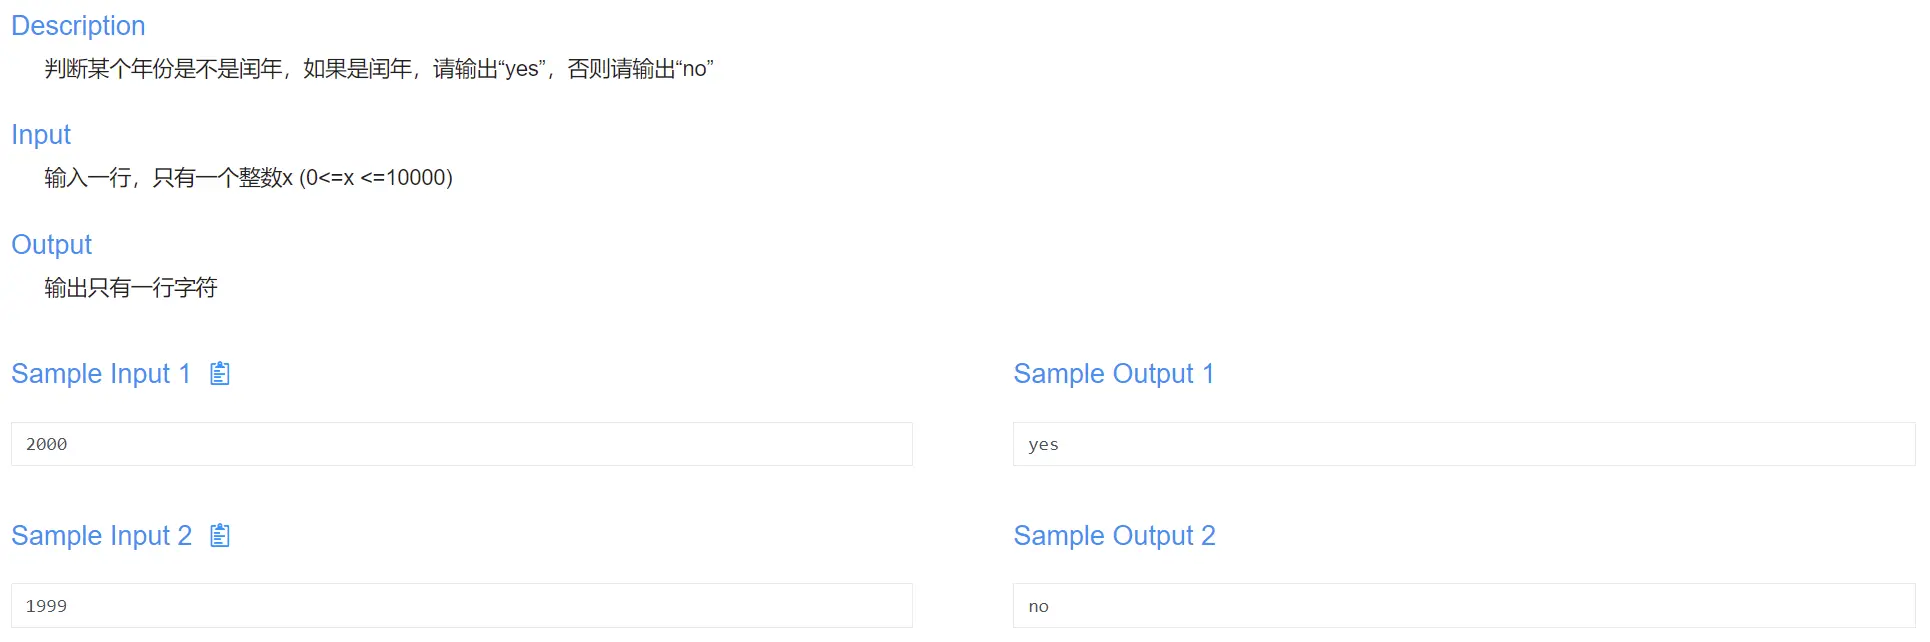 Description
判断某个年份是不是闰年，如果是闰年，请输出“yes”，否则请输出“no”
Input
输入一行，只有一个整数x (0<=x <=10000)
Output
输出只有一行字符
Sample Input 1
Sample Output 1
2000
yes
Sample Input 2
Sample Output 2
1999
no